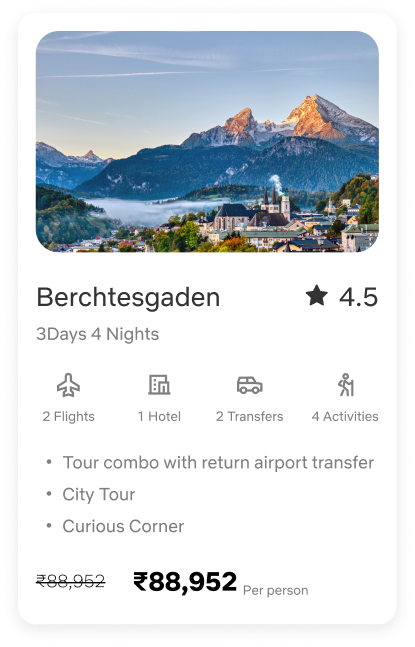 Berchtesgaden 4.5
3Days 4 Nights
2 Flights 1 Hotel 2 Transfers 4 Activities
• Tour combo with return airport transfer
• City Tour
• Curious Corner
₹88,952 ₹88,952 Per person